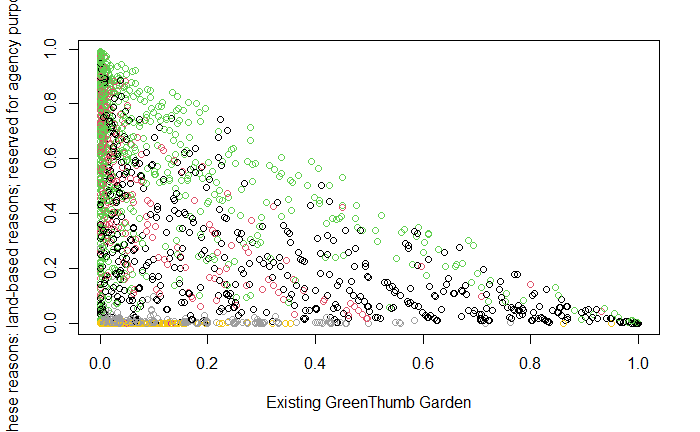 hese reasons: land-based reasons; reserved for agency purpo
1.0
0.8
0.6
0.4
0.2
0.0
0.0 0.2 0.4 0.6 0.8 1.0
Existing GreenThumb Garden